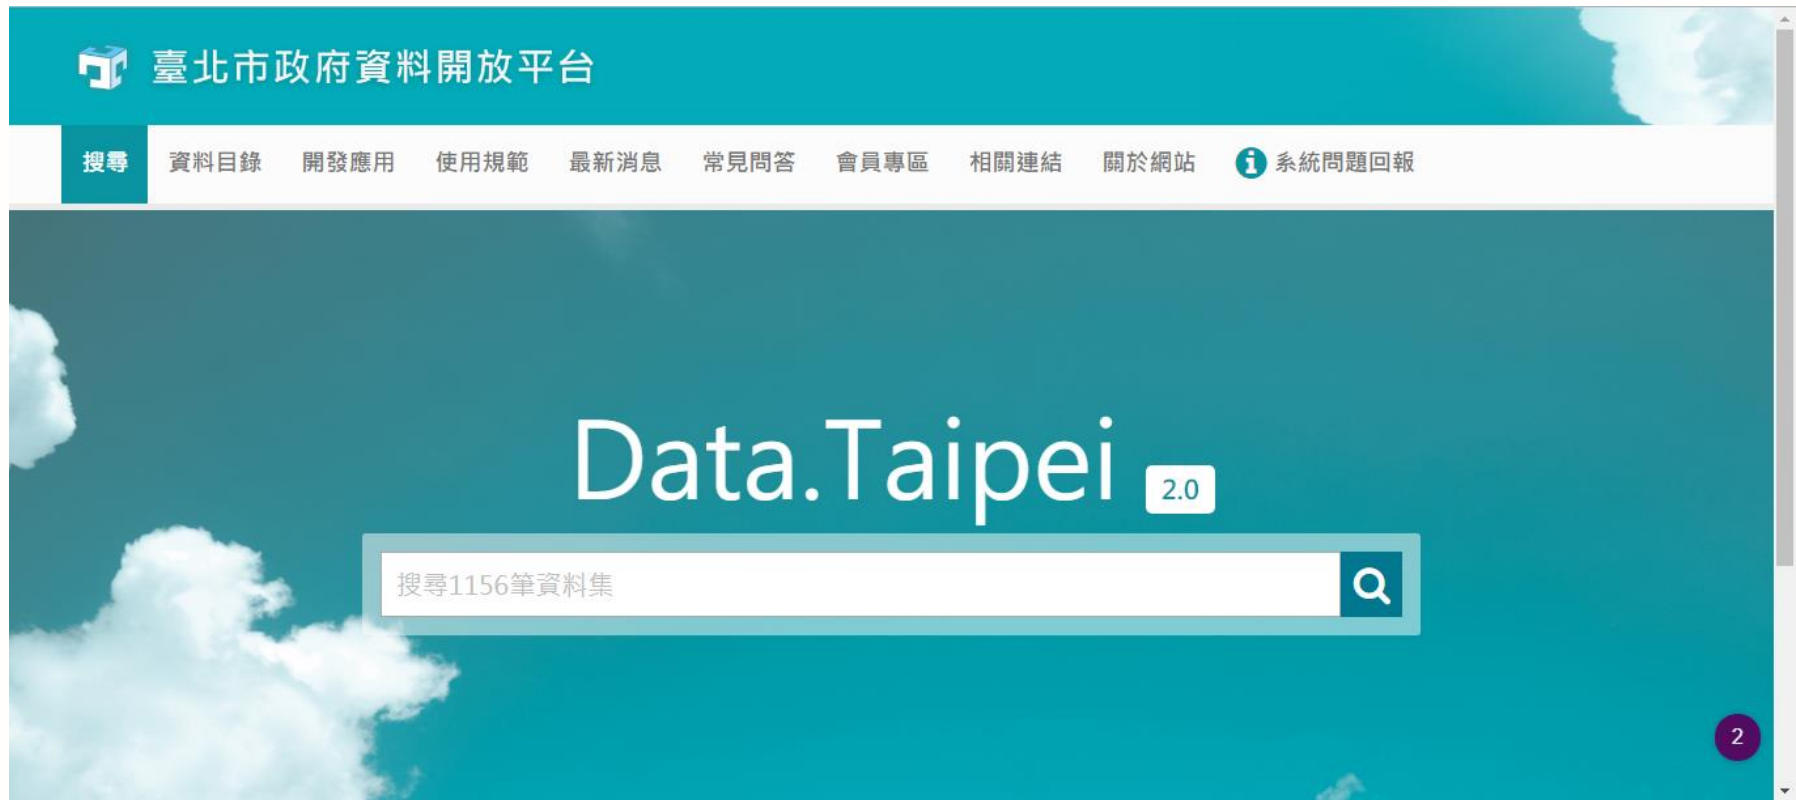 臺北市政府資料開放平台
搜尋 資料目錄 開發應用 使用規範 最新消息 常見問答 會員專區 相關連結 關於網站 系統問題回報
Data.Taipei 2.0
搜尋1156筆資料集
2